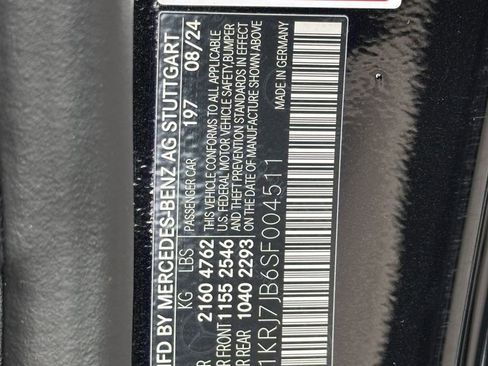 MFD BY MERCEDES-BENZ AG STUTTGART
KG LBS PASSENGER CAR 197 08/24
2160 4762 THIS VEHICLE CONFORMS TO ALL APPLICABLE
FRONT 1155 2546 U.S. FEDERAL MOTOR VEHICLE SAFETY, BUMPER
REAR 1040 2293 AND THEFT PREVENTION STANDARDS IN EFFECT
ON THE DATE OF MANUFACTURE SHOWN ABOVE
1KRJ7JB6SF004511
MADE IN GERMANY